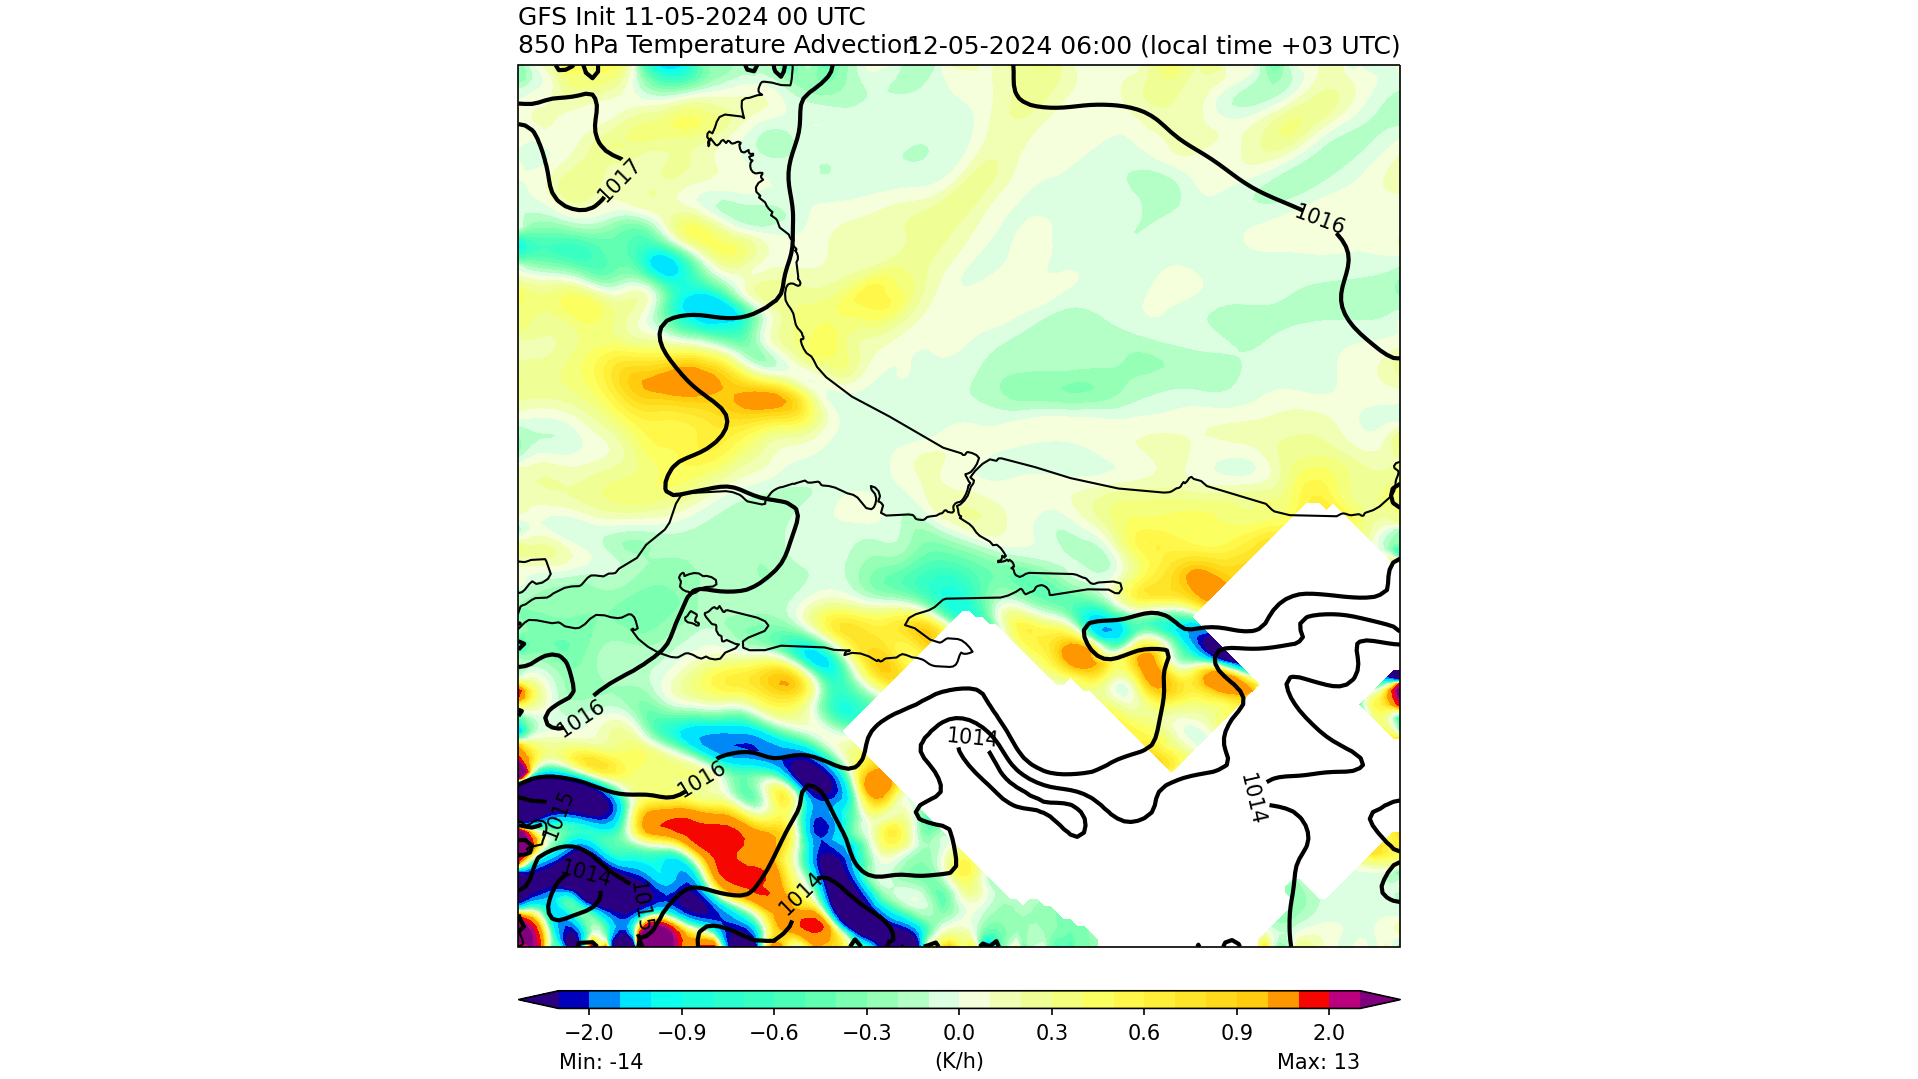 GFS Init 11-05-2024 00 UTC
850 hPa Temperature Advection
12-05-2024 06:00 (local time +03 UTC)
1017
1016
1016
1014
1016
1014
1015
1014
1014
1015
−2.0 −0.9 −0.6 −0.3 0.0 0.3 0.6 0.9 2.0
Min: -14 (K/h) Max: 13